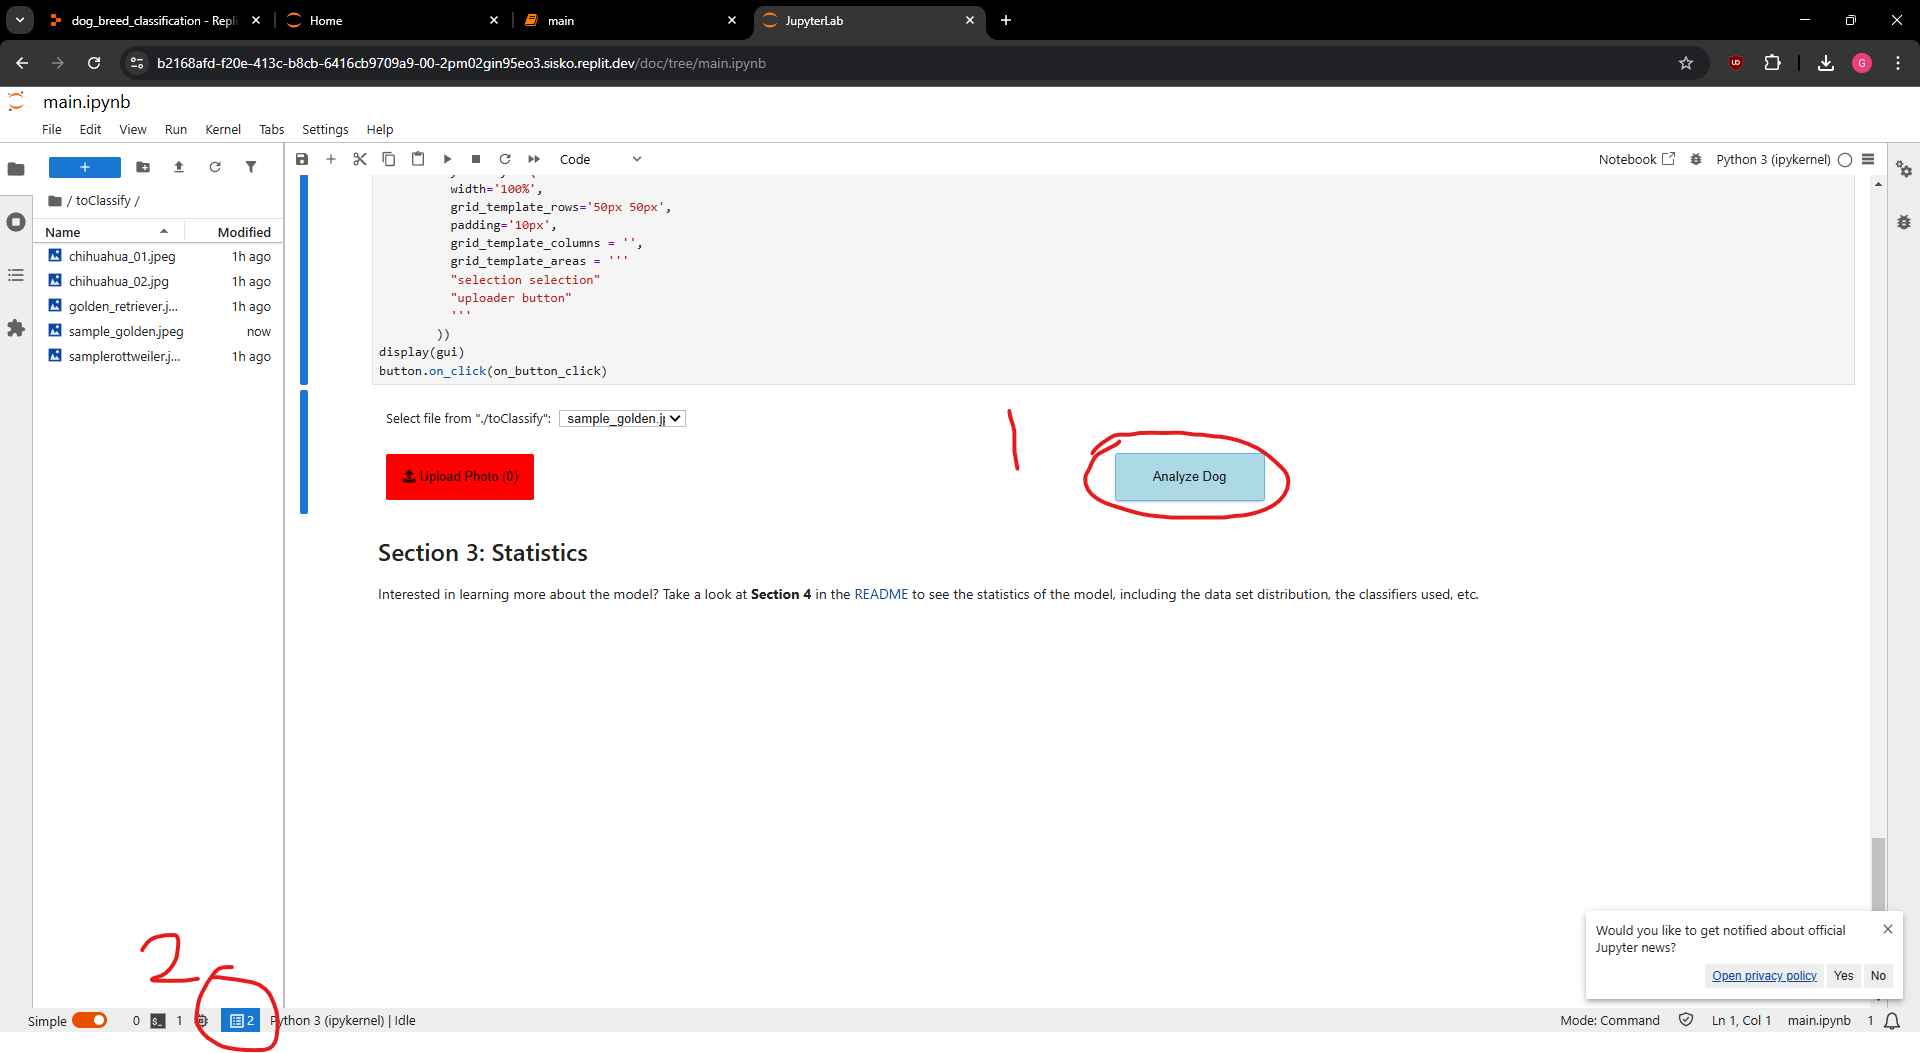 dog_breed_classification - Repli
Home
main
JupyterLab
b2168afd-f20e-413c-b8cb-6416cb9709a9-00-2pm02gin95eo3.sisko.replit.dev/doc/tree/main.ipynb
G
main.ipynb
File Edit View Run Kernel Tabs Settings Help
Code
Notebook
Python 3 (ipykernel)
/ toClassify /
Name Modified
chihuahua_01.jpeg 1h ago
chihuahua_02.jpg 1h ago
golden_retriever.j... 1h ago
sample_golden.jpeg now
samplerottweiler.j... 1h ago
width='100%',
grid_template_rows='50px 50px',
padding='10px',
grid_template_columns = '',
grid_template_areas = '''
"selection selection"
"uploader button"
'''
))
display(gui)
button.on_click(on_button_click)
Select file from "./toClassify": sample_golden.j
1
Upload Photo (0)
Analyze Dog
Section 3: Statistics
Interested in learning more about the model? Take a look at Section 4 in the README to see the statistics of the model, including the data set distribution, the classifiers used, etc.
Would you like to get notified about official
Jupyter news?
Open privacy policy Yes No
2
Simple 0 $_ 1 2 Python 3 (ipykernel) | Idle
Mode: Command Ln 1, Col 1 main.ipynb 1